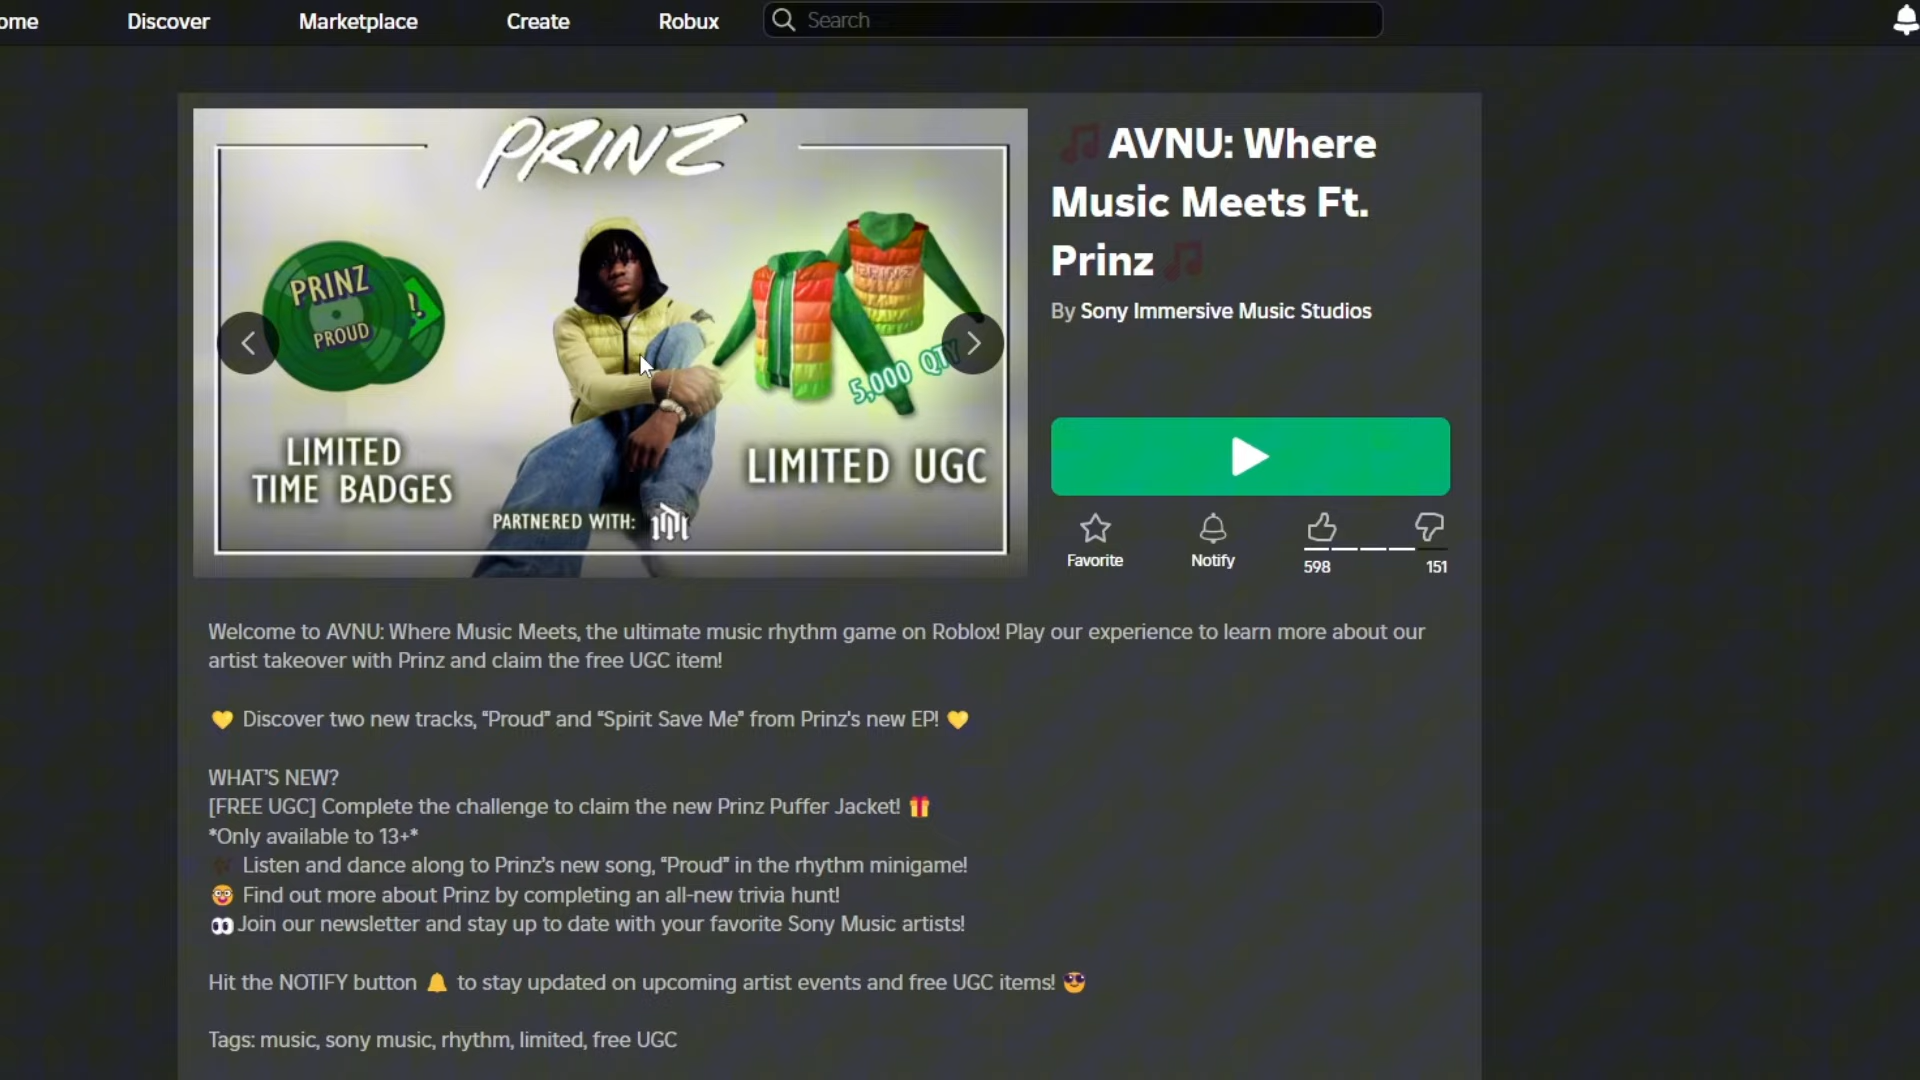 ome Discover Marketplace Create Robux Search
PRINZ
PRINZ
PROUD
PRINZ
5,000 QTY
LIMITED
TIME BADGES
LIMITED UGC
PARTNERED WITH:
🎵 AVNU: Where
Music Meets Ft.
Prinz 🎵
By Sony Immersive Music Studios
Favorite Notify 598 151
Welcome to AVNU: Where Music Meets, the ultimate music rhythm game on Roblox! Play our experience to learn more about our
artist takeover with Prinz and claim the free UGC item!
💛 Discover two new tracks, “Proud” and “Spirit Save Me” from Prinz's new EP! 💛
WHAT'S NEW?
[FREE UGC] Complete the challenge to claim the new Prinz Puffer Jacket! 🎁
*Only available to 13+*
Listen and dance along to Prinz's new song, “Proud” in the rhythm minigame!
🤓 Find out more about Prinz by completing an all-new trivia hunt!
👀 Join our newsletter and stay up to date with your favorite Sony Music artists!
Hit the NOTIFY button 🔔 to stay updated on upcoming artist events and free UGC items! 😎
Tags: music, sony music, rhythm, limited, free UGC